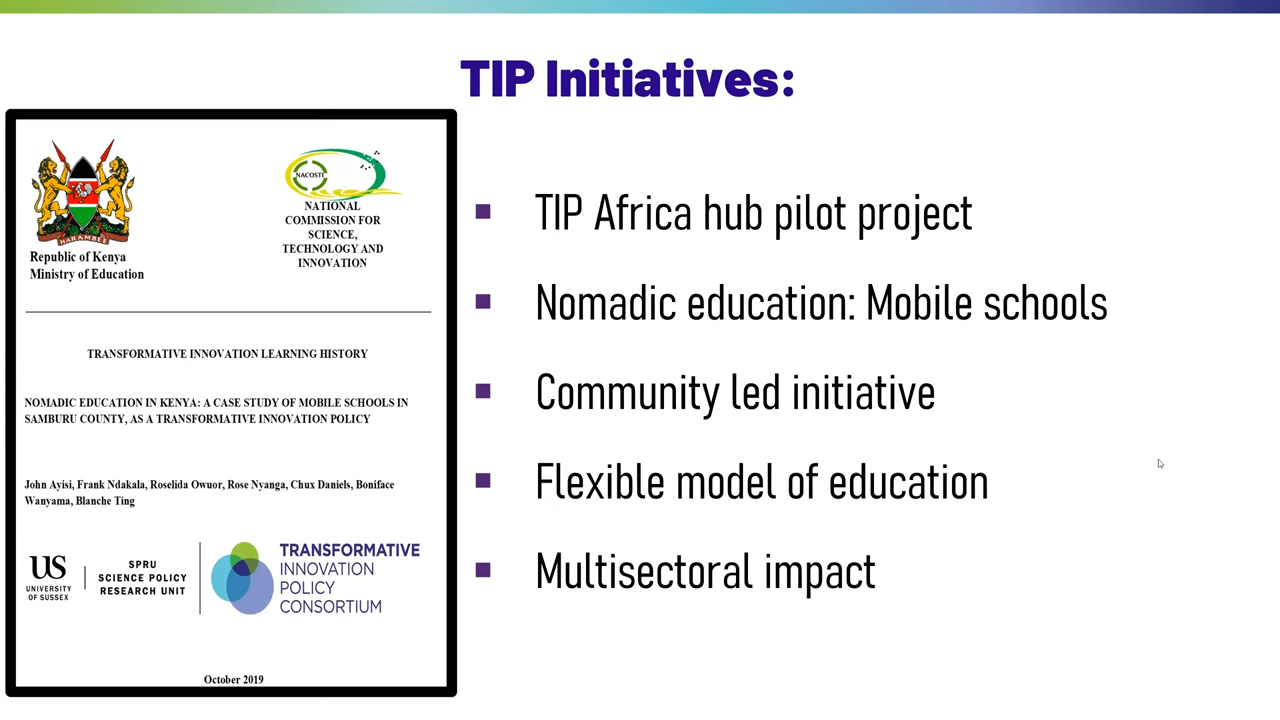 TIP Initiatives:
HARAMBEE
Republic of Kenya
Ministry of Education
NACOSTI
NATIONAL
COMMISSION FOR
SCIENCE,
TECHNOLOGY AND
INNOVATION
TRANSFORMATIVE INNOVATION LEARNING HISTORY
NOMADIC EDUCATION IN KENYA: A CASE STUDY OF MOBILE SCHOOLS IN
SAMBURU COUNTY, AS A TRANSFORMATIVE INNOVATION POLICY
John Ayisi, Frank Ndakala, Roselida Owuor, Rose Nyanga, Chux Daniels, Boniface
Wanyama, Blanche Ting
US
UNIVERSITY
OF SUSSEX
SPRU
SCIENCE POLICY
RESEARCH UNIT
TRANSFORMATIVE
INNOVATION
POLICY
CONSORTIUM
October 2019
▪ TIP Africa hub pilot project
▪ Nomadic education: Mobile schools
▪ Community led initiative
▪ Flexible model of education
▪ Multisectoral impact